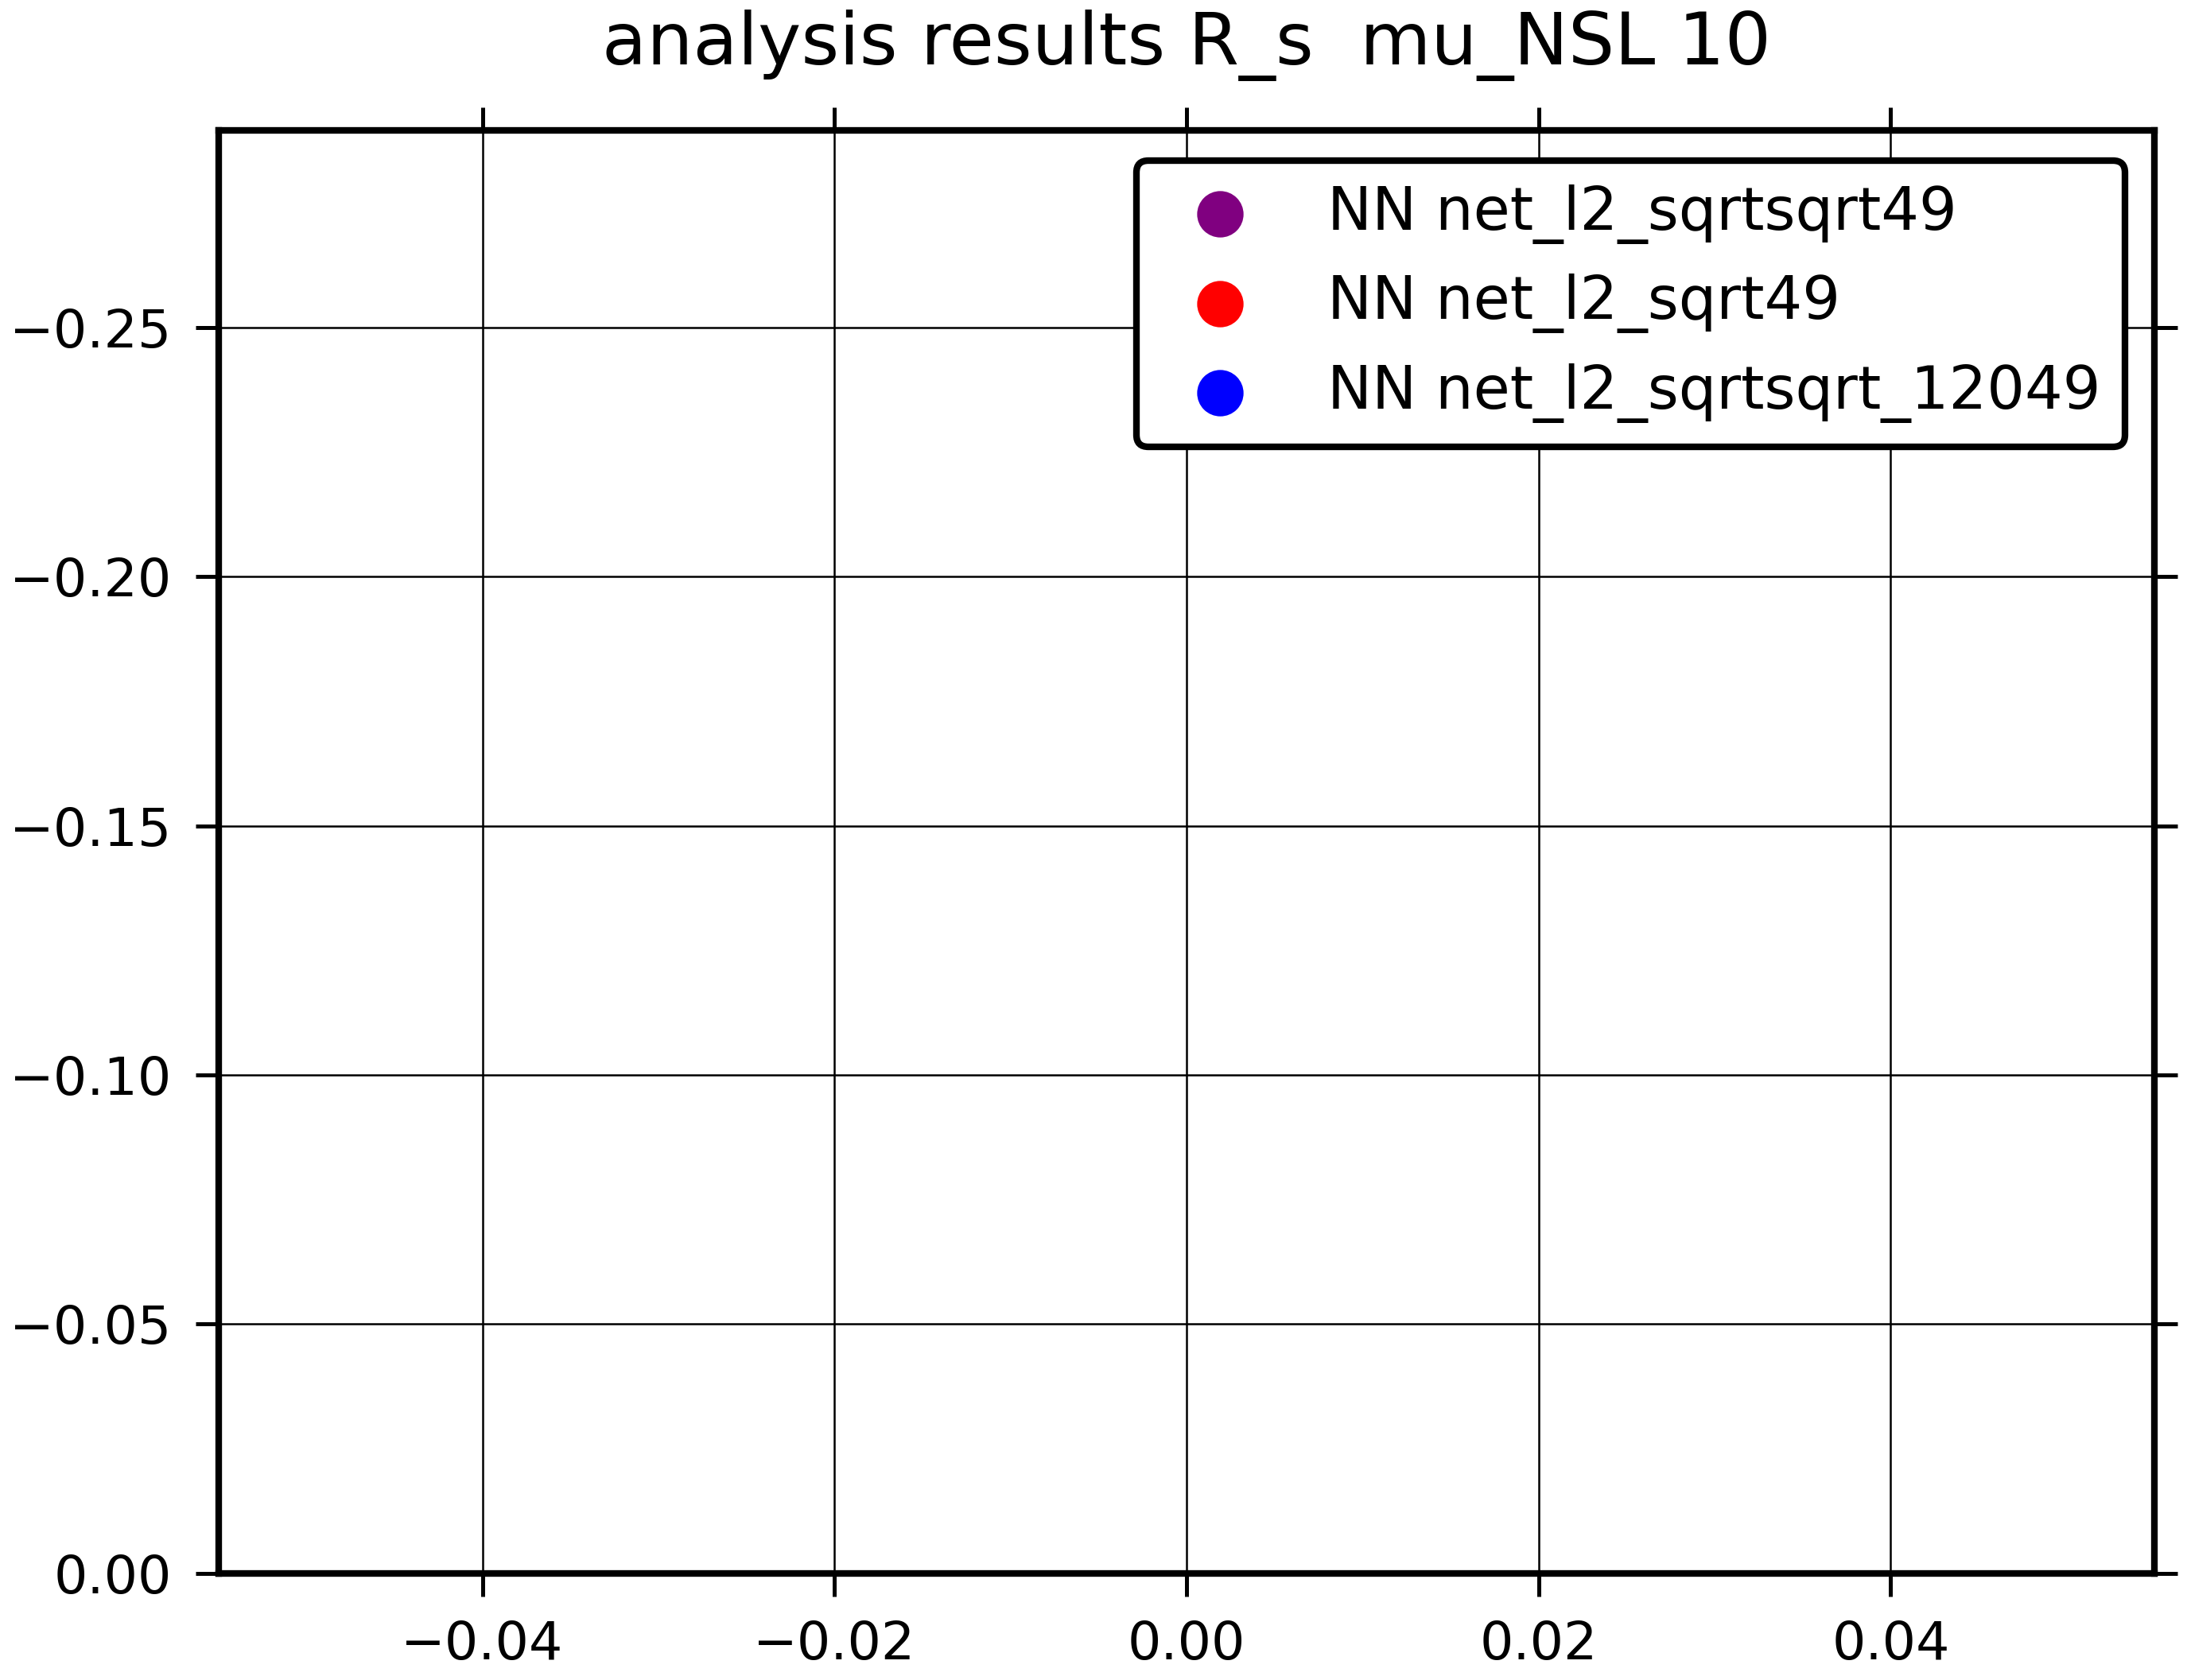 analysis results R_s  mu_NSL 10
NN net_l2_sqrtsqrt49
NN net_l2_sqrt49
NN net_l2_sqrtsqrt_12049
−0.25
−0.20
−0.15
−0.10
−0.05
0.00
−0.04 −0.02 0.00 0.02 0.04